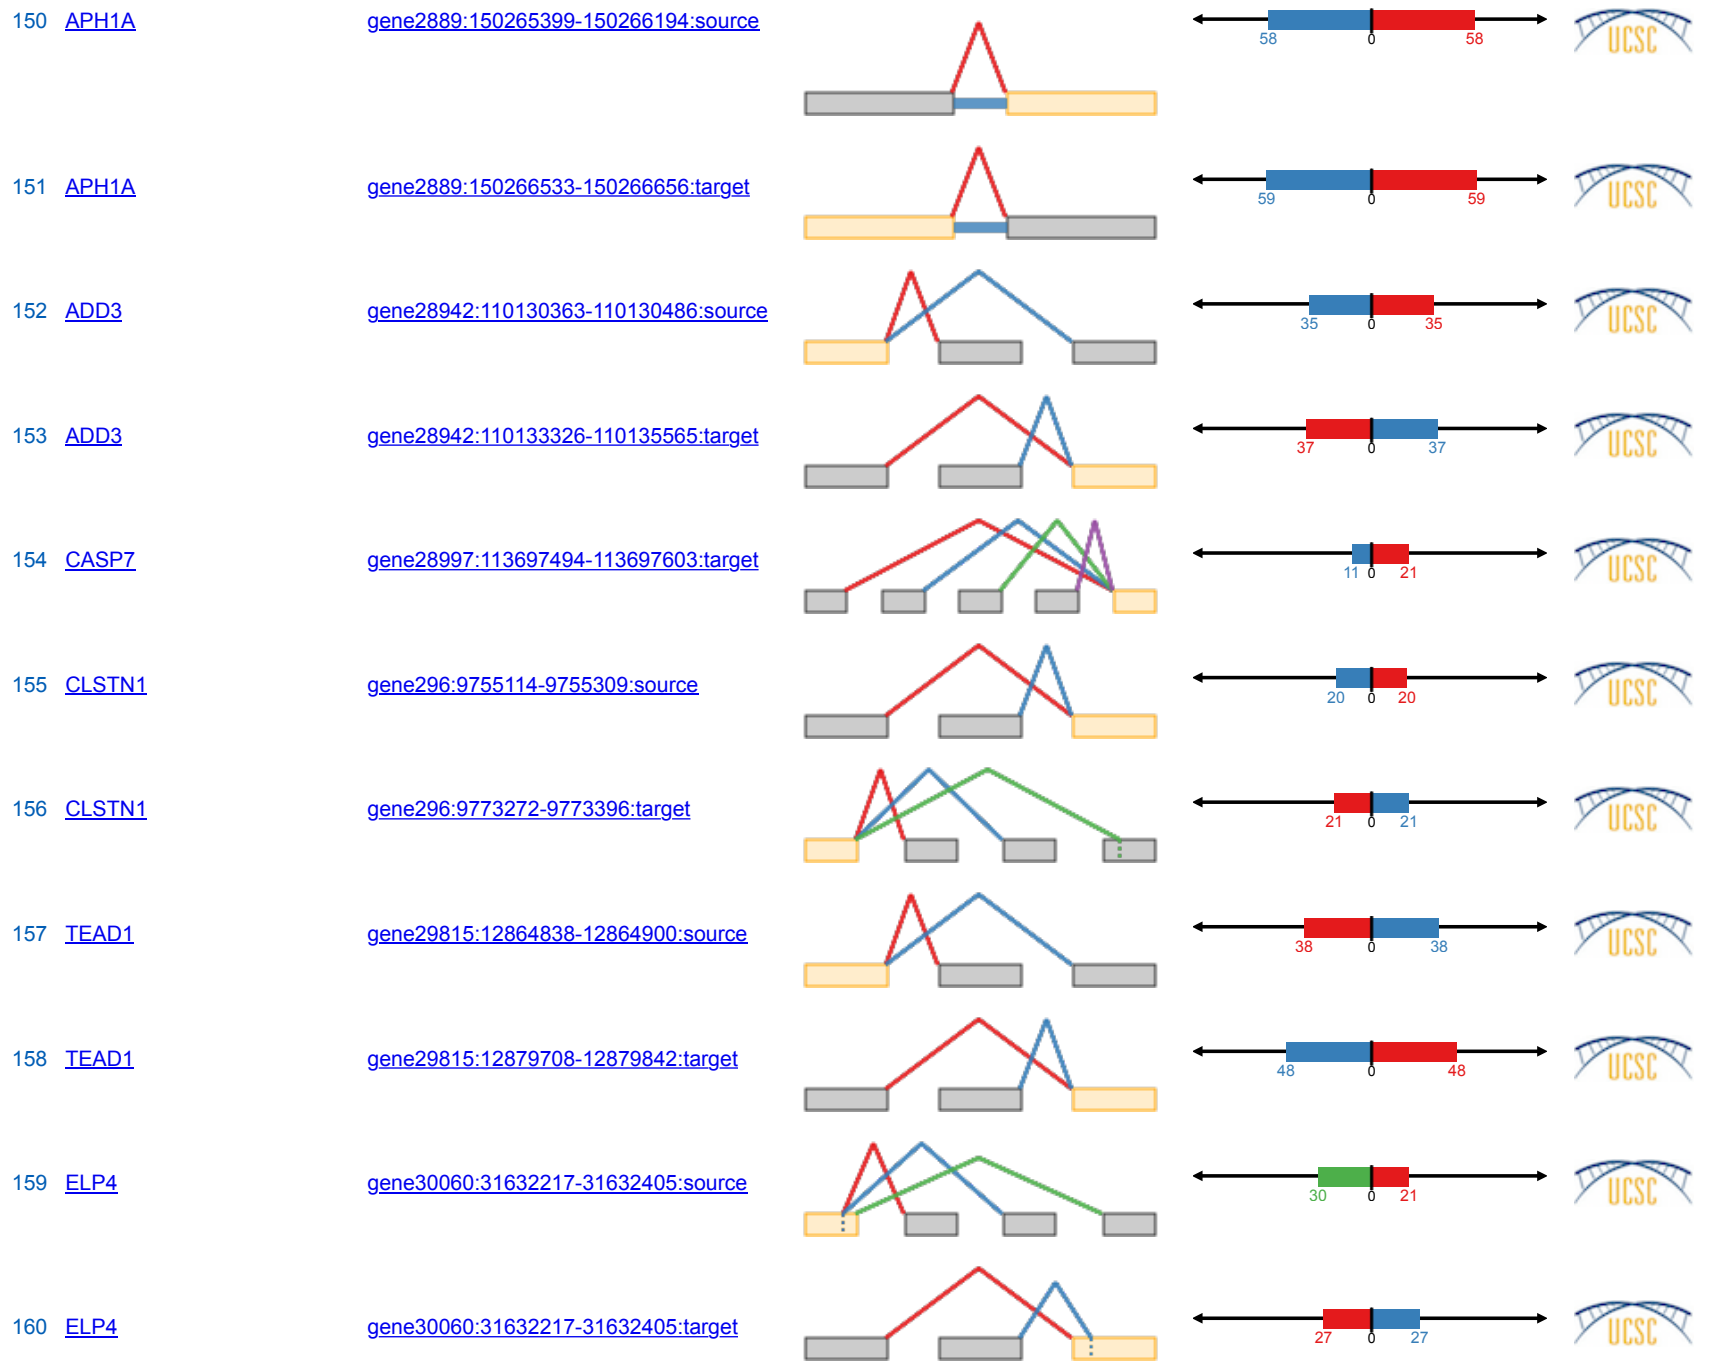 150 APH1A gene2889:150265399-150266194:source 58 0 58 UCSC
151 APH1A gene2889:150266533-150266656:target 59 0 59 UCSC
152 ADD3 gene28942:110130363-110130486:source 35 0 35 UCSC
153 ADD3 gene28942:110133326-110135565:target 37 0 37 UCSC
154 CASP7 gene28997:113697494-113697603:target 11 0 21 UCSC
155 CLSTN1 gene296:9755114-9755309:source 20 0 20 UCSC
156 CLSTN1 gene296:9773272-9773396:target 21 0 21 UCSC
157 TEAD1 gene29815:12864838-12864900:source 38 0 38 UCSC
158 TEAD1 gene29815:12879708-12879842:target 48 0 48 UCSC
159 ELP4 gene30060:31632217-31632405:source 30 0 21 UCSC
160 ELP4 gene30060:31632217-31632405:target 27 0 27 UCSC